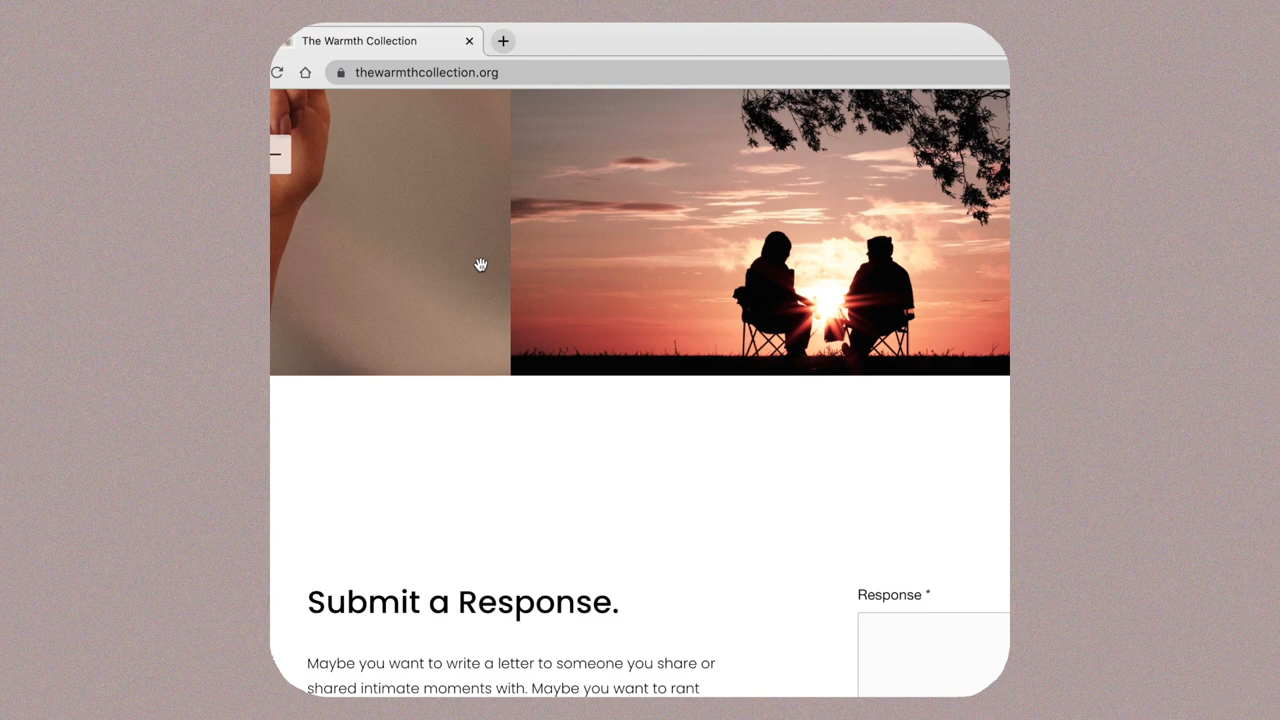 The Warmth Collection
thewarmthcollection.org
Submit a Response.
Response *
Maybe you want to write a letter to someone you share or
shared intimate moments with. Maybe you want to rant